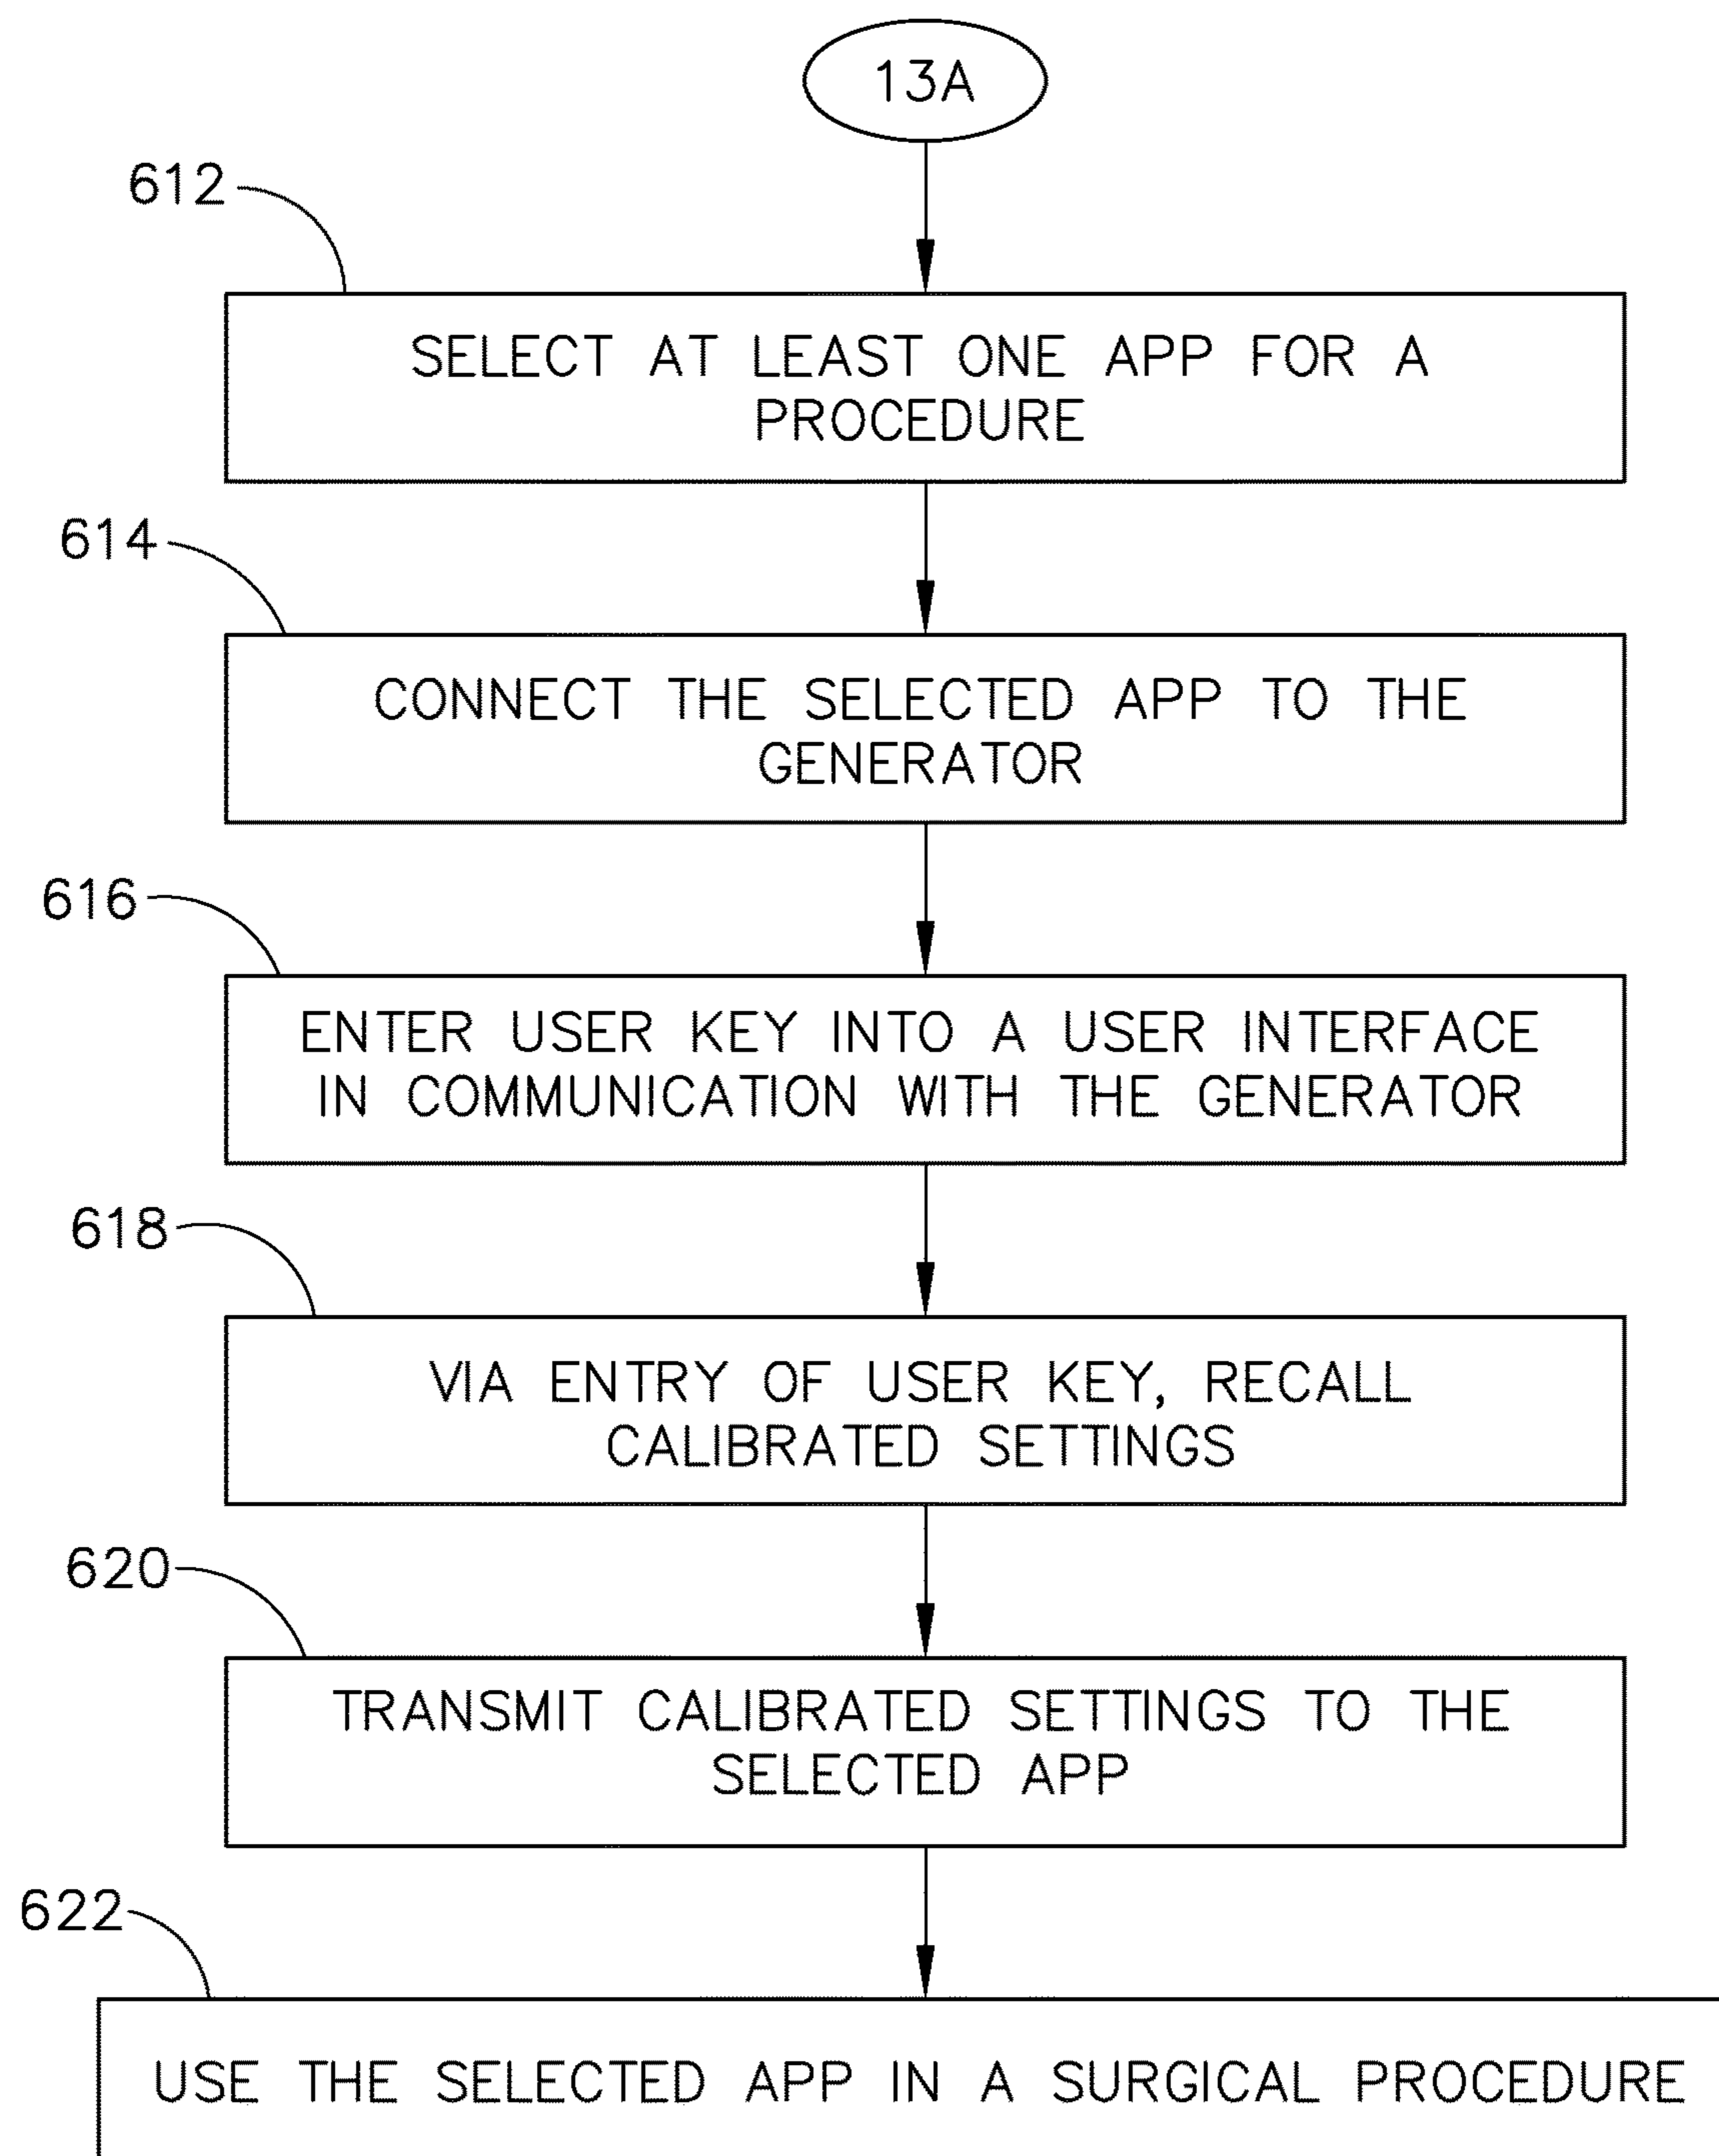 13A
612
SELECT AT LEAST ONE APP FOR A
PROCEDURE
614
CONNECT THE SELECTED APP TO THE
GENERATOR
616
ENTER USER KEY INTO A USER INTERFACE
IN COMMUNICATION WITH THE GENERATOR
618
VIA ENTRY OF USER KEY, RECALL
CALIBRATED SETTINGS
620
TRANSMIT CALIBRATED SETTINGS TO THE
SELECTED APP
622
USE THE SELECTED APP IN A SURGICAL PROCEDURE